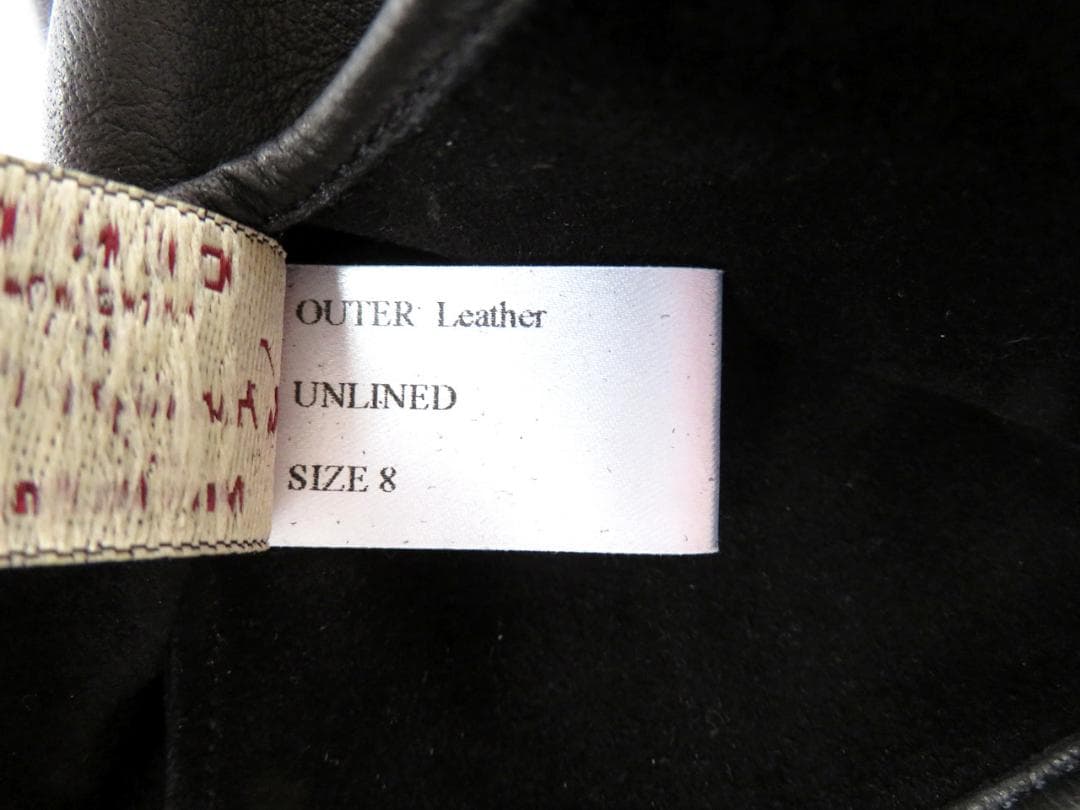 OUTER Leather
UNLINED
SIZE 8